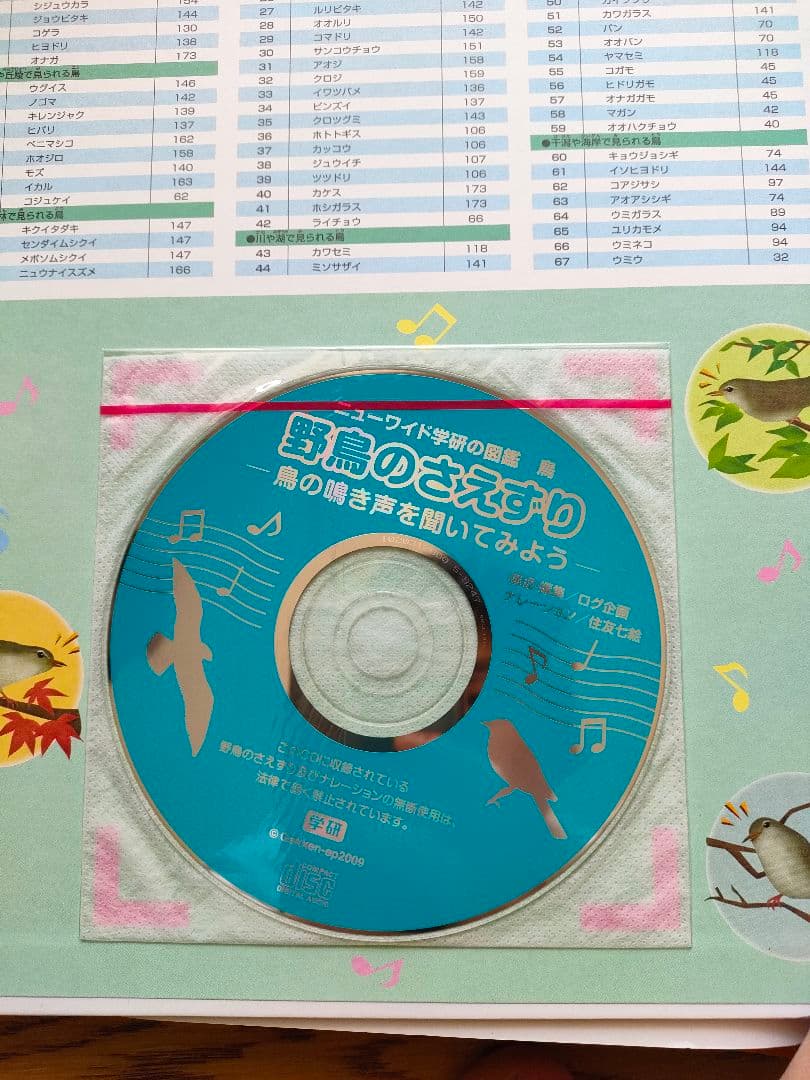 シジュウカラ 154
ジョウビタキ 144
コゲラ 130
ヒヨドリ 138
オナガ 173
や丘陵で見られる鳥
ウグイス 146
ノゴマ 142
キレンジャク 139
ヒバリ 137
ベニマシコ 162
ホオジロ 158
モズ 140
イカル 163
コジュケイ 62
林で見られる鳥
キクイタダキ 147
センダイムシクイ 147
メボソムシクイ 147
ニュウナイスズメ 166
27 ルリビタキ 142
28 オオルリ 150
29 コマドリ 142
30 サンコウチョウ 151
31 アオジ 158
32 クロジ 159
33 イワツバメ 136
34 ビンズイ 137
35 クロツグミ 143
36 ホトトギス 106
37 カッコウ 106
38 ジュウイチ 107
39 ツツドリ 106
40 カケス 173
41 ホシガラス 173
42 ライチョウ 66
●川や湖で見られる鳥
43 カワセミ 118
44 ミソサザイ 141
50
51 カワガラス 141
52 バン 70
53 オオバン 70
54 ヤマセミ 118
55 コガモ 45
56 ヒドリガモ 45
57 オナガガモ 45
58 マガン 42
59 オオハクチョウ 40
●干潟や海岸で見られる鳥
60 キョウジョシギ 74
61 イソヒヨドリ 144
62 コアジサシ 97
63 アオアシシギ 74
64 ウミガラス 89
65 ユリカモメ 94
66 ウミネコ 94
67 ウミウ 32
ニューワイド学研の図鑑 鳥
野鳥のさえずり
― 鳥の鳴き声を聞いてみよう ―
編集／ログ企画
ナレーション／住友七絵
このCDに収録されている
野鳥のさえずり及びナレーションの無断使用は、
法律で固く禁止されています。
学研
© Gakken-ep2009
COMPACT
disc
DIGITAL AUDIO